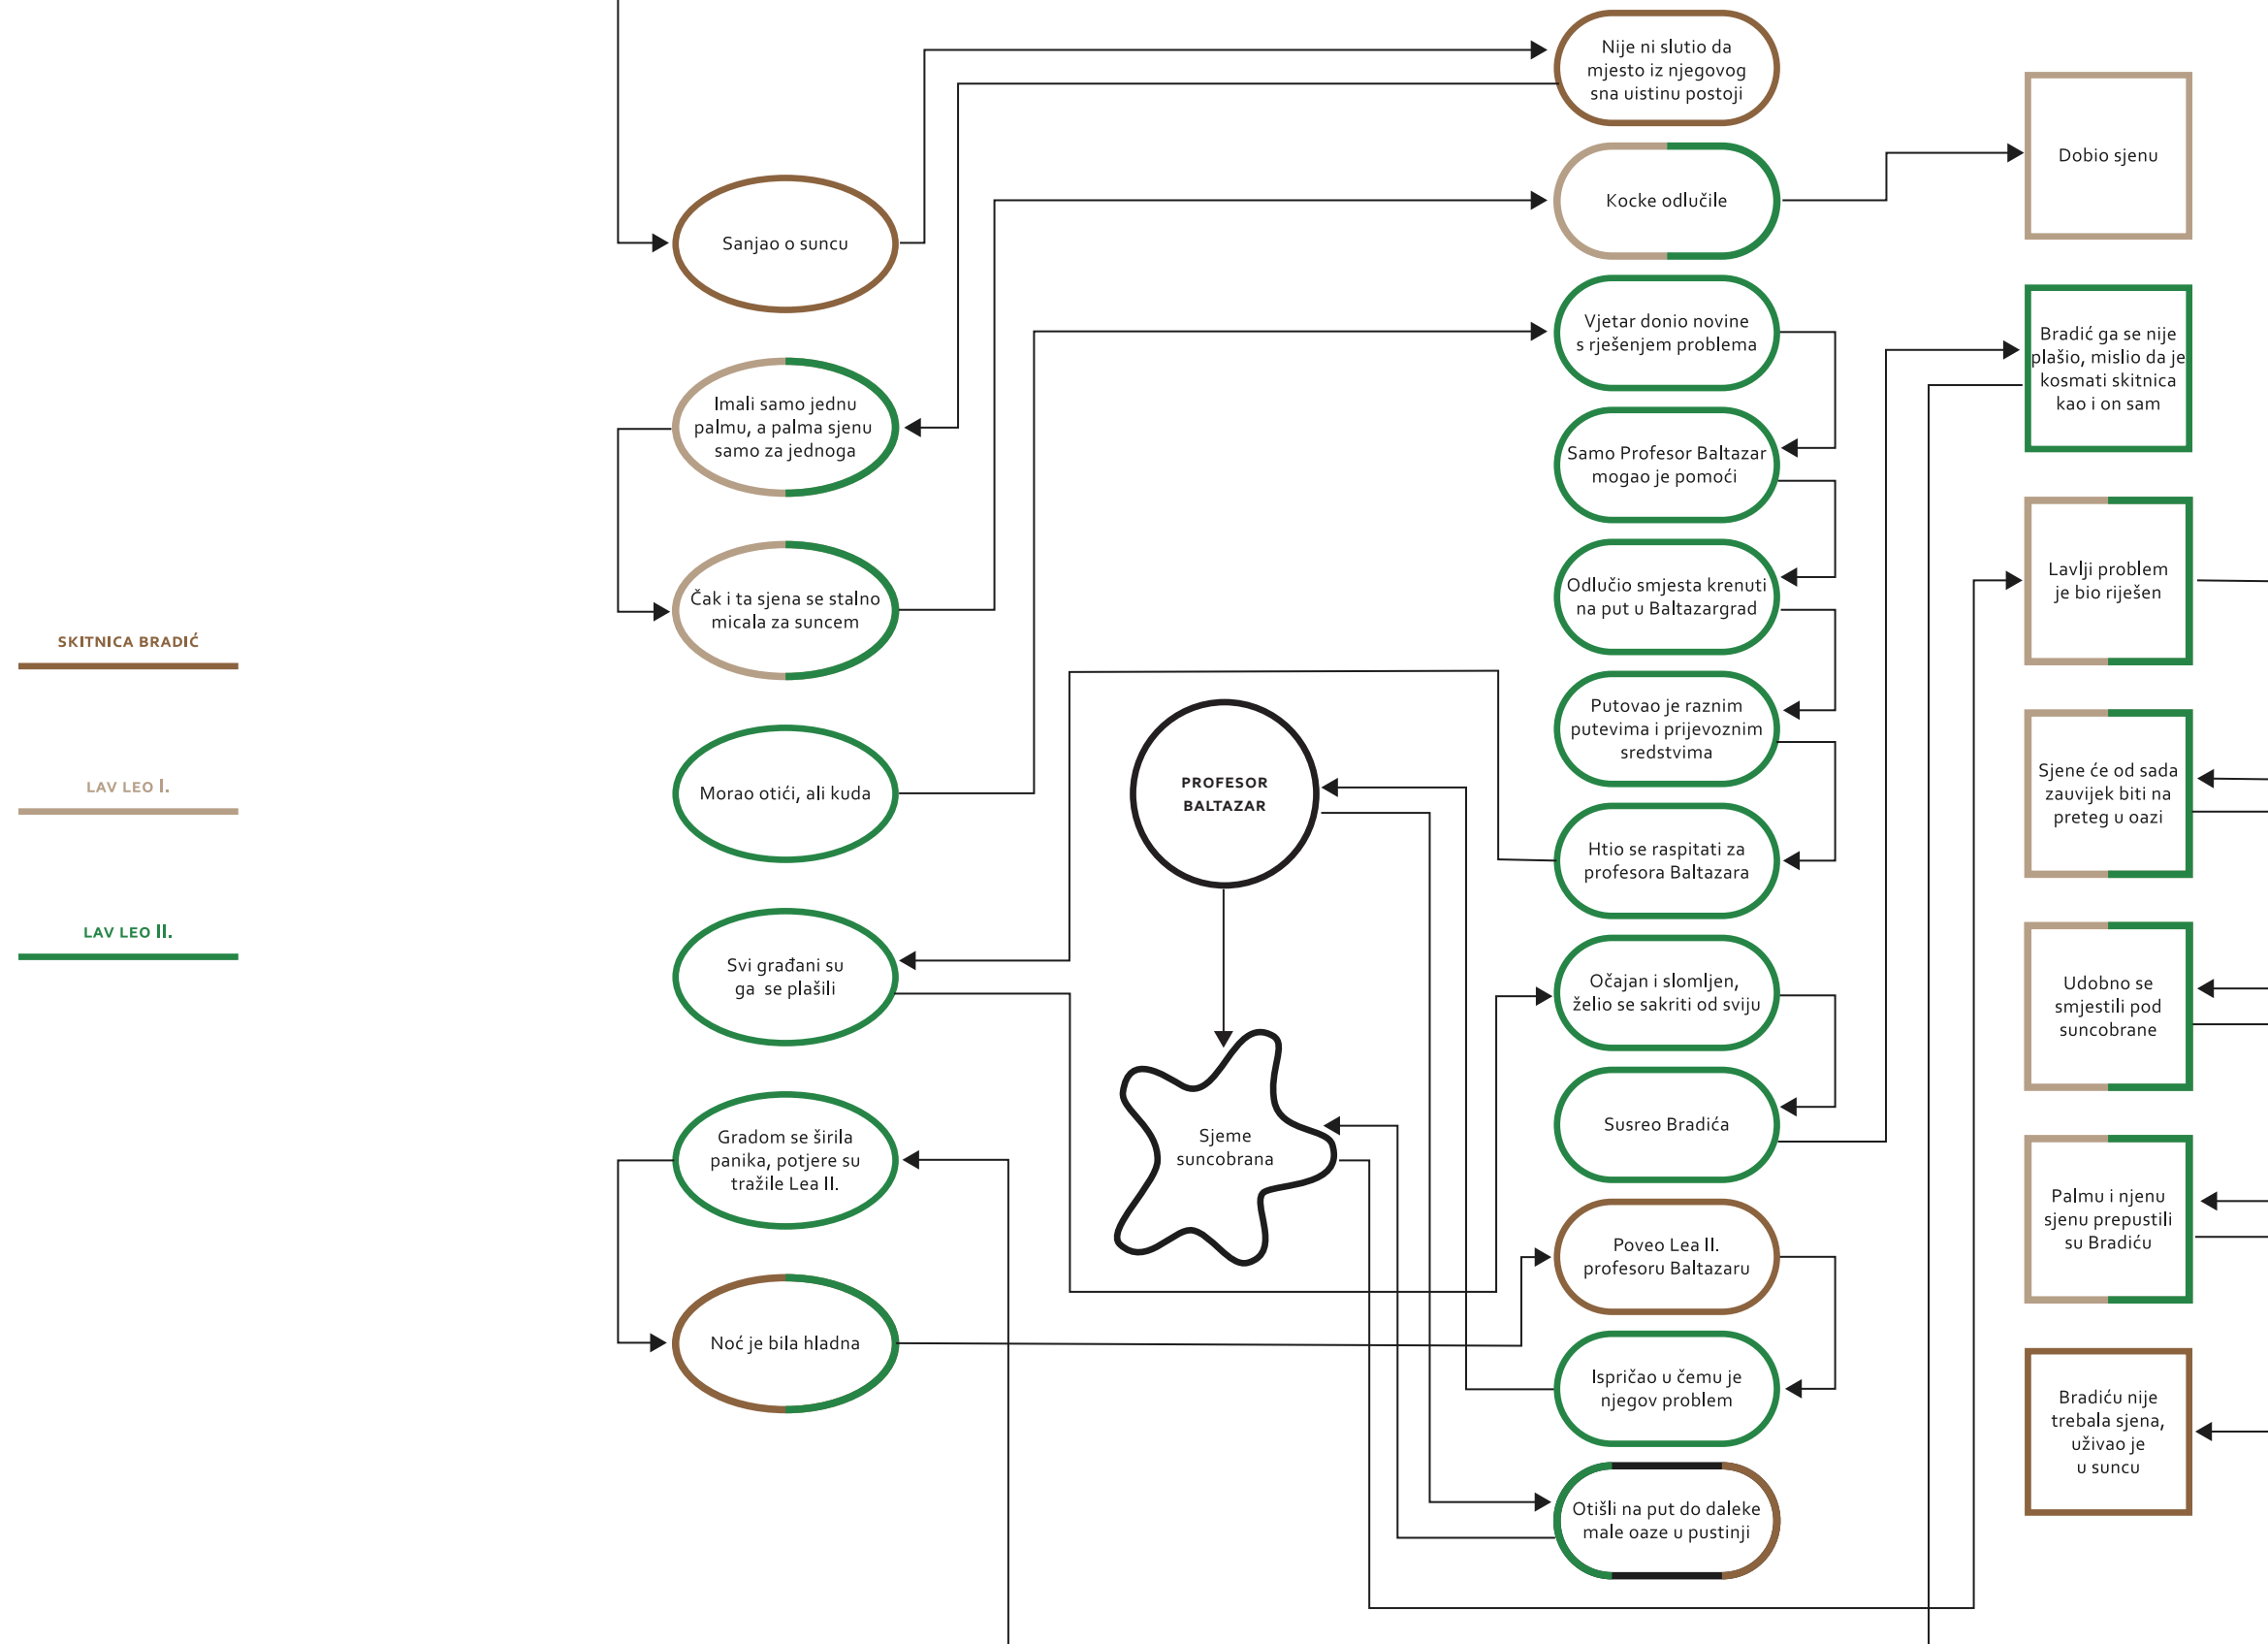 SKITNICA BRADIĆ
LAV LEO I.
LAV LEO II.
Sanjao o suncu
Imali samo jednu
palmu, a palma sjenu
samo za jednoga
Čak i ta sjena se stalno
micala za suncem
Morao otići, ali kuda
Svi građani su
ga se plašili
Gradom se širila
panika, potjere su
tražile Lea II.
Noć je bila hladna
PROFESOR
BALTAZAR
Sjeme
suncobrana
Nije ni slutio da
mjesto iz njegovog
sna uistinu postoji
Kocke odlučile
Vjetar donio novine
s rješenjem problema
Samo Profesor Baltazar
mogao je pomoći
Odlučio smjesta krenuti
na put u Baltazargrad
Putovao je raznim
putevima i prijevoznim
sredstvima
Htio se raspitati za
profesora Baltazara
Očajan i slomljen,
želio se sakriti od sviju
Susreo Bradića
Poveo Lea II.
profesoru Baltazaru
Ispričao u čemu je
njegov problem
Otišli na put do daleke
male oaze u pustinji
Dobio sjenu
Bradić ga se nije
plašio, mislio da je
kosmati skitnica
kao i on sam
Lavlji problem
je bio riješen
Sjene će od sada
zauvijek biti na
preteg u oazi
Udobno se
smjestili pod
suncobrane
Palmu i njenu
sjenu prepustili
su Bradiću
Bradiću nije
trebala sjena,
uživao je
u suncu